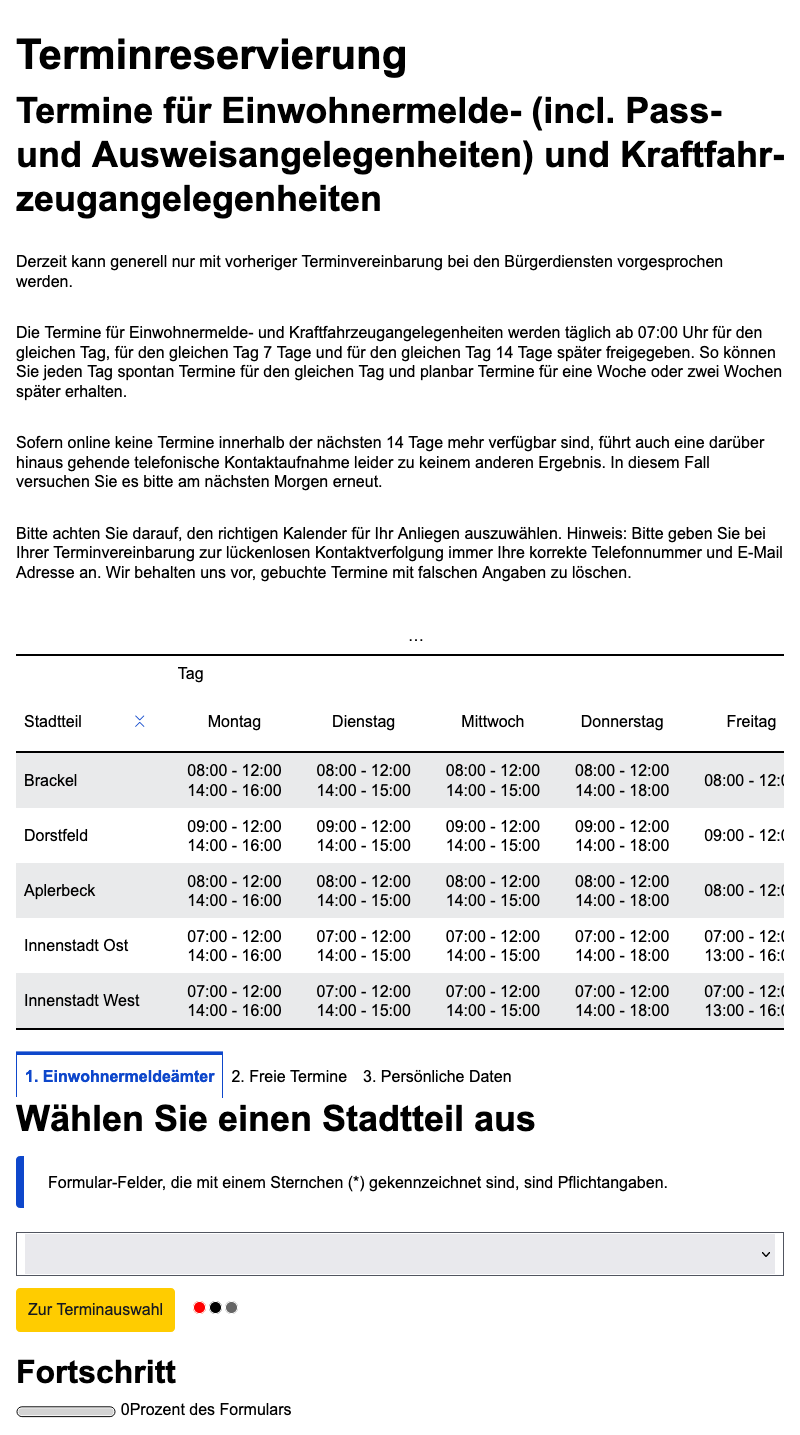 Terminreservierung
Termine für Einwohnermelde- (incl. Pass-
und Ausweisangelegenheiten) und Kraftfahr-
zeugangelegenheiten
Derzeit kann generell nur mit vorheriger Terminvereinbarung bei den Bürgerdiensten vorgesprochen
werden.
Die Termine für Einwohnermelde- und Kraftfahrzeugangelegenheiten werden täglich ab 07:00 Uhr für den
gleichen Tag, für den gleichen Tag 7 Tage und für den gleichen Tag 14 Tage später freigegeben. So können
Sie jeden Tag spontan Termine für den gleichen Tag und planbar Termine für eine Woche oder zwei Wochen
später erhalten.
Sofern online keine Termine innerhalb der nächsten 14 Tage mehr verfügbar sind, führt auch eine darüber
hinaus gehende telefonische Kontaktaufnahme leider zu keinem anderen Ergebnis. In diesem Fall
versuchen Sie es bitte am nächsten Morgen erneut.
Bitte achten Sie darauf, den richtigen Kalender für Ihr Anliegen auszuwählen. Hinweis: Bitte geben Sie bei
Ihrer Terminvereinbarung zur lückenlosen Kontaktverfolgung immer Ihre korrekte Telefonnummer und E-Mail
Adresse an. Wir behalten uns vor, gebuchte Termine mit falschen Angaben zu löschen.
…
Tag
Stadtteil Montag Dienstag Mittwoch Donnerstag Freitag
Brackel 08:00 - 12:00 08:00 - 12:00 08:00 - 12:00 08:00 - 12:00 08:00 - 12:0
14:00 - 16:00 14:00 - 15:00 14:00 - 15:00 14:00 - 18:00
Dorstfeld 09:00 - 12:00 09:00 - 12:00 09:00 - 12:00 09:00 - 12:00 09:00 - 12:0
14:00 - 16:00 14:00 - 15:00 14:00 - 15:00 14:00 - 18:00
Aplerbeck 08:00 - 12:00 08:00 - 12:00 08:00 - 12:00 08:00 - 12:00 08:00 - 12:0
14:00 - 16:00 14:00 - 15:00 14:00 - 15:00 14:00 - 18:00
Innenstadt Ost 07:00 - 12:00 07:00 - 12:00 07:00 - 12:00 07:00 - 12:00 07:00 - 12:0
14:00 - 16:00 14:00 - 15:00 14:00 - 15:00 14:00 - 18:00 13:00 - 16:0
Innenstadt West 07:00 - 12:00 07:00 - 12:00 07:00 - 12:00 07:00 - 12:00 07:00 - 12:0
14:00 - 16:00 14:00 - 15:00 14:00 - 15:00 14:00 - 18:00 13:00 - 16:0
1. Einwohnermeldeämter 2. Freie Termine 3. Persönliche Daten
Wählen Sie einen Stadtteil aus
Formular-Felder, die mit einem Sternchen (*) gekennzeichnet sind, sind Pflichtangaben.
Zur Terminauswahl
Fortschritt
0Prozent des Formulars